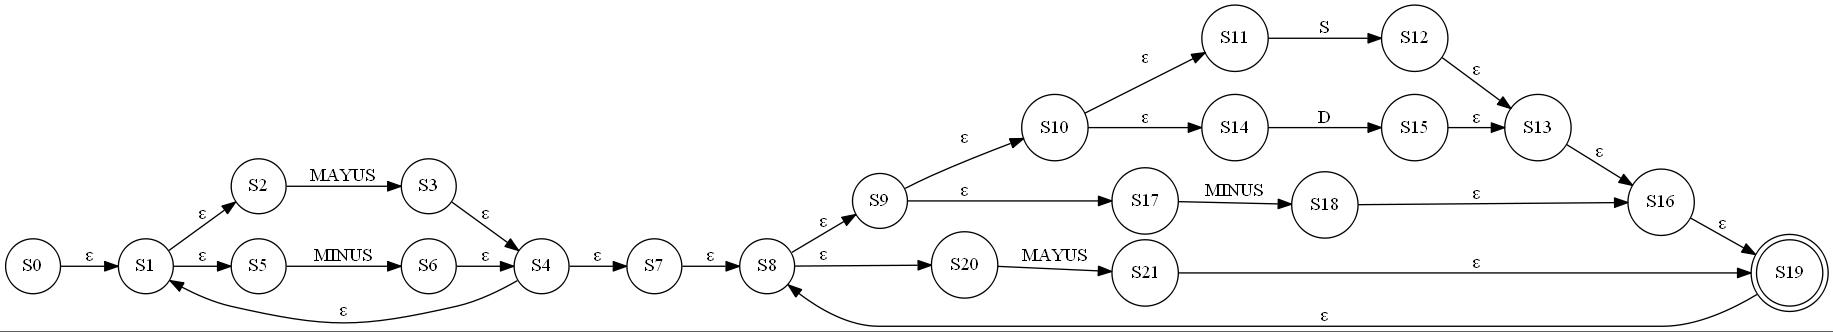 S11 S S12
ε ε
S10 ε S14 D S15 ε S13
ε ε
S2 MAYUS S3 S9 ε S17 MINUS S18 ε S16
ε ε ε ε
S0 ε S1 ε S5 MINUS S6 ε S4 ε S7 ε S8 ε S20 MAYUS S21 ε S19
ε ε